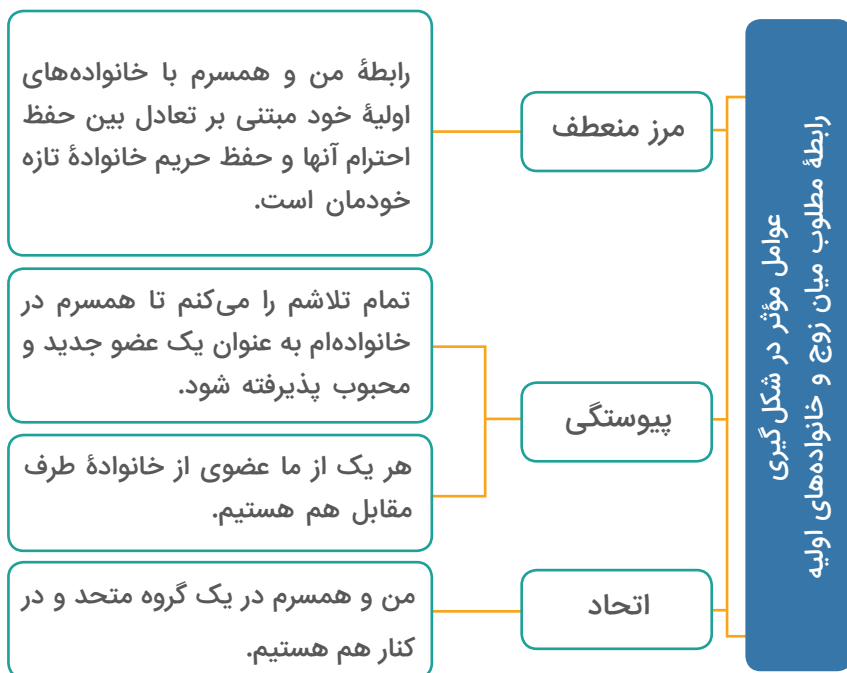 عوامل مؤثر در شکل‌گیری
رابطهٔ مطلوب میان زوج و خانواده‌های اولیه
مرز منعطف
رابطهٔ من و همسرم با خانواده‌های
اولیهٔ خود مبتنی بر تعادل بین حفظ
احترام آنها و حفظ حریم خانوادهٔ تازه
خودمان است.
پیوستگی
تمام تلاشم را می‌کنم تا همسرم در
خانواده‌ام به عنوان یک عضو جدید و
محبوب پذیرفته شود.
هر یک از ما عضوی از خانوادهٔ طرف
مقابل هم هستیم.
اتحاد
من و همسرم در یک گروه متحد و در
کنار هم هستیم.